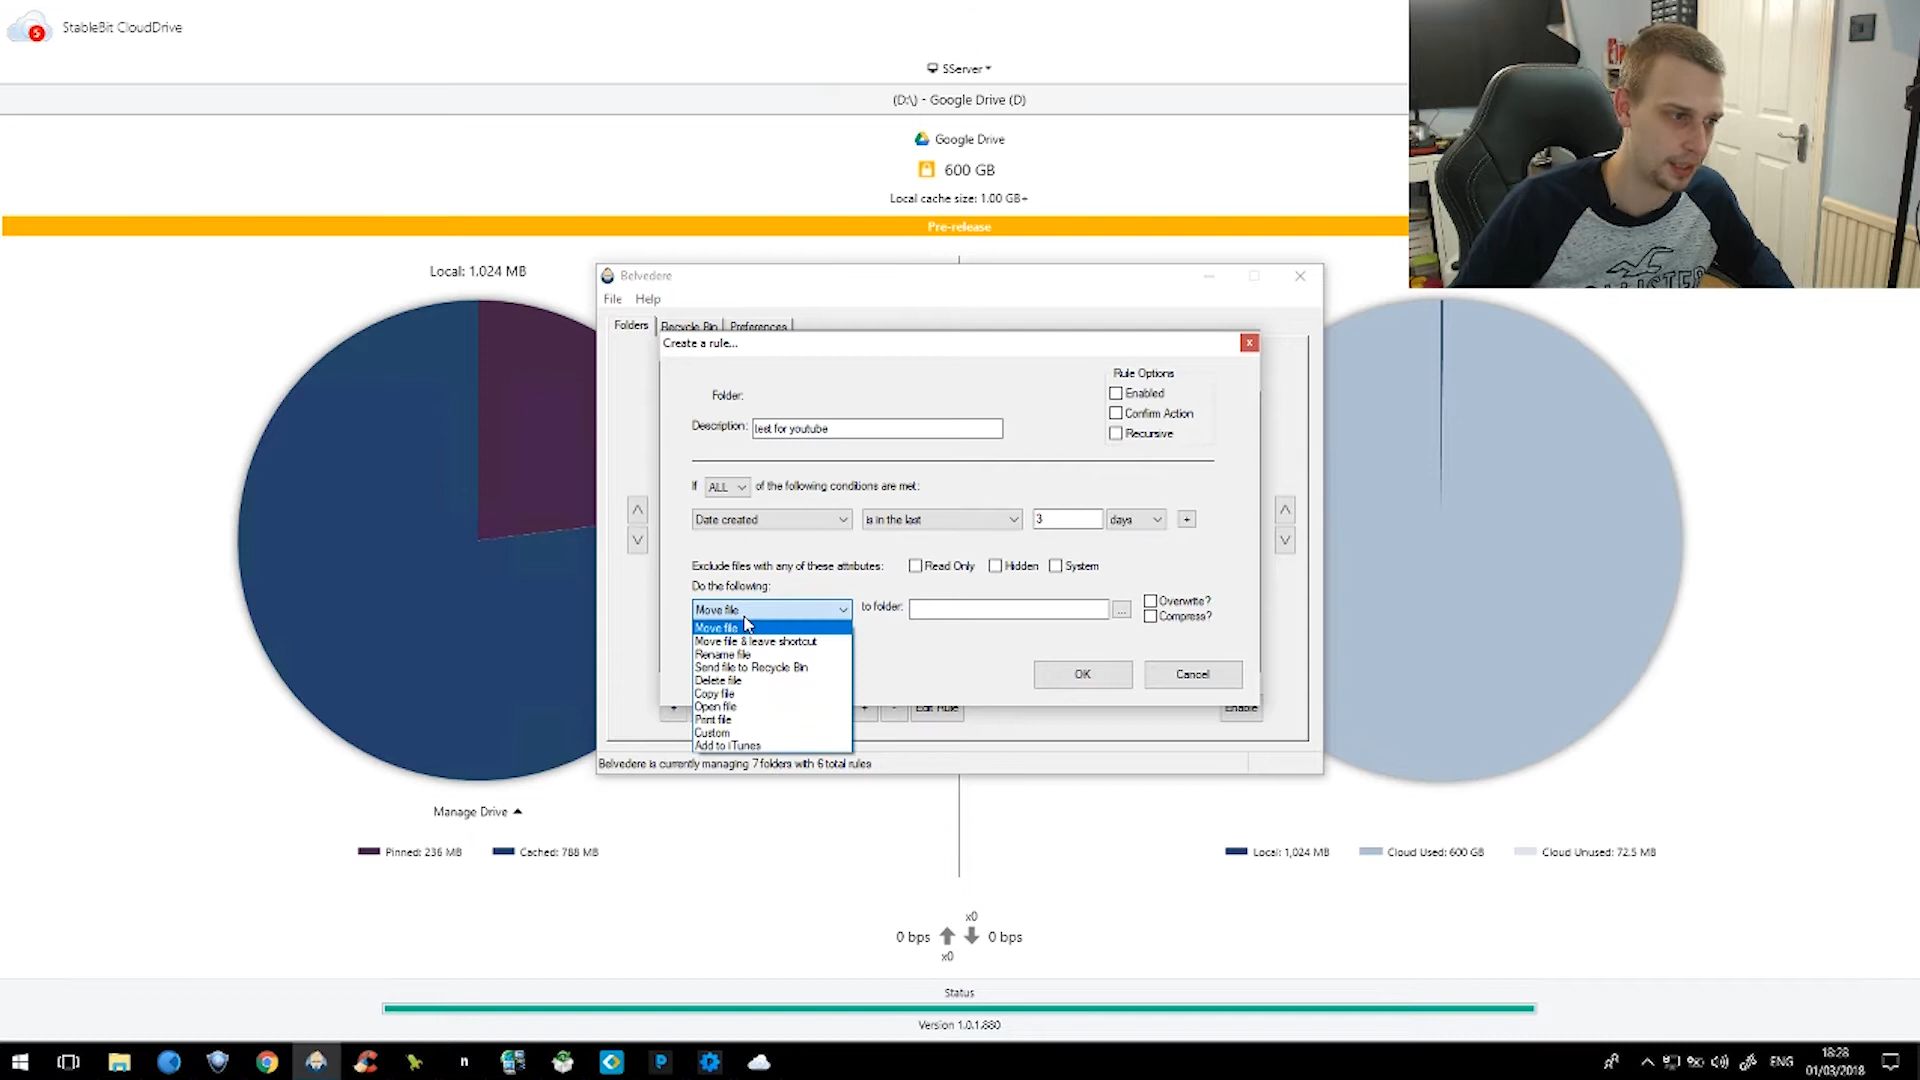 StableBit CloudDrive
SServer
(D:\) - Google Drive (D)
Google Drive
600 GB
Local cache size: 1.00 GB+
Pre-release
Local: 1.024 MB
Belvedere
File Help
Folders Recycle Bin Preferences
Create a rule...
Folder:
Description: test for youtube
Rule Options
Enabled
Confirm Action
Recursive
If ALL of the following conditions are met:
Date created is in the last 3 days +
Exclude files with any of these attributes: Read Only Hidden System
Do the following:
Move file to folder: ... Overwrite?
Compress?
Move file
Move file & leave shortcut
Rename file
Send file to Recycle Bin
Delete file
Copy file
Open file
Print file
Custom
Add to iTunes
OK Cancel
+ + - Edit Rule Enable
Belvedere is currently managing 7 folders with 6 total rules
Manage Drive
Pinned: 236 MB Cached: 788 MB
Local: 1,024 MB Cloud Used: 600 GB Cloud Unused: 72.5 MB
x0
0 bps 0 bps
x0
Status
Version 1.0.1.880
ENG
18:28
01/03/2018